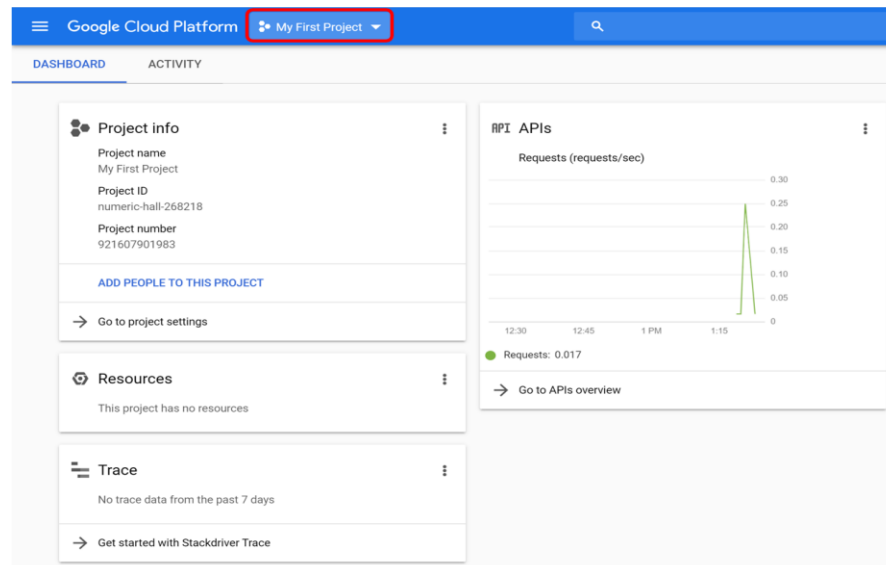 Google Cloud Platform
My First Project
DASHBOARD
ACTIVITY
Project info
Project name
My First Project
Project ID
numeric-hall-268218
Project number
921607901983
ADD PEOPLE TO THIS PROJECT
Go to project settings
Resources
This project has no resources
Trace
No trace data from the past 7 days
Get started with Stackdriver Trace
API APIs
Requests (requests/sec)
0.30
0.25
0.20
0.15
0.10
0.05
0
12:30 12:45 1 PM 1:15
Requests: 0.017
Go to APIs overview